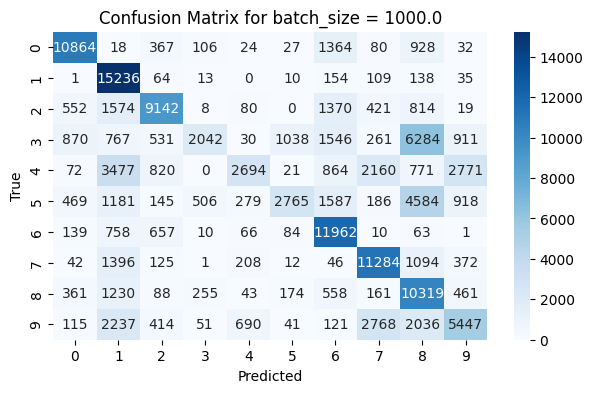 Confusion Matrix for batch_size = 1000.0
0 10864 18 367 106 24 27 1364 80 928 32
1 1 15236 64 13 0 10 154 109 138 35
2 552 1574 9142 8 80 0 1370 421 814 19
3 870 767 531 2042 30 1038 1546 261 6284 911
4 72 3477 820 0 2694 21 864 2160 771 2771
5 469 1181 145 506 279 2765 1587 186 4584 918
6 139 758 657 10 66 84 11962 10 63 1
7 42 1396 125 1 208 12 46 11284 1094 372
8 361 1230 88 255 43 174 558 161 10319 461
9 115 2237 414 51 690 41 121 2768 2036 5447
0 1 2 3 4 5 6 7 8 9
Predicted
True
14000
12000
10000
8000
6000
4000
2000
0